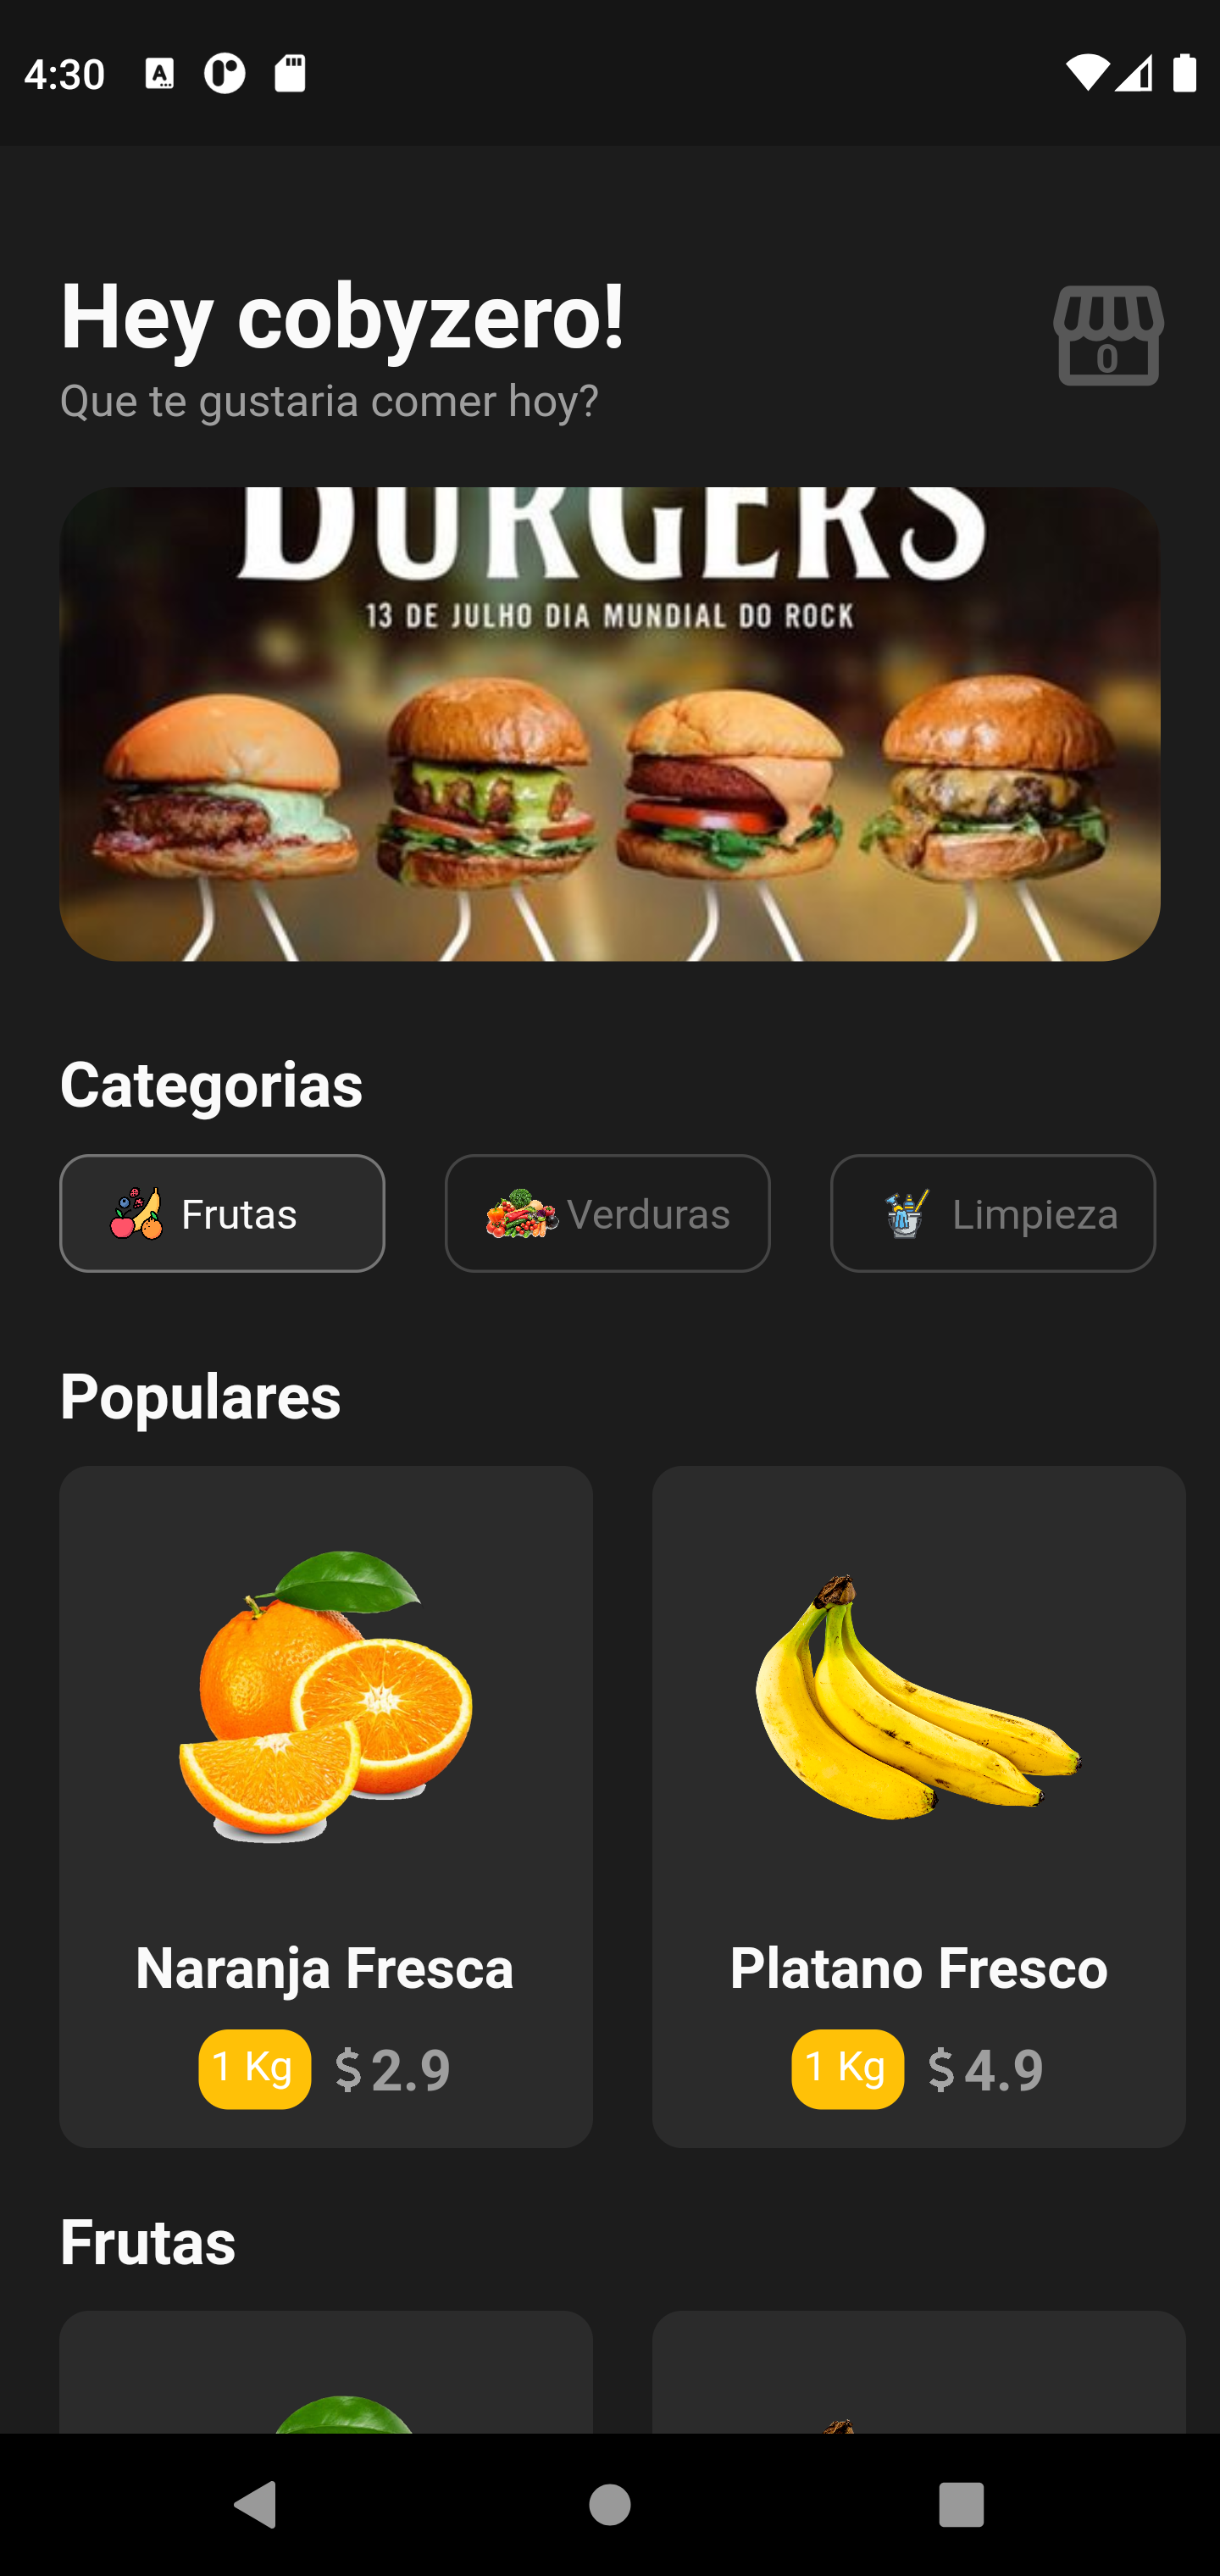 4:30
Hey cobyzero!
0
Que te gustaria comer hoy?
BURGERS
13 DE JULHO DIA MUNDIAL DO ROCK
Categorias
Frutas
Verduras
Limpieza
Populares
Naranja Fresca
Platano Fresco
1 Kg $2.9
1 Kg $4.9
Frutas